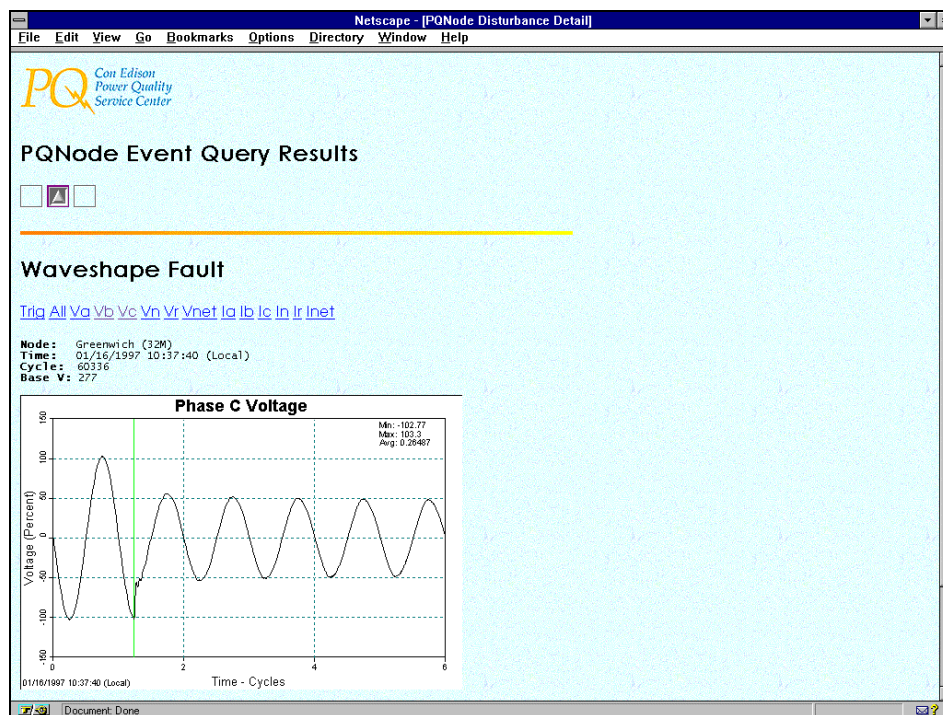 Netscape - [PQNode Disturbance Detail]
File Edit View Go Bookmarks Options Directory Window Help
PQ Con Edison
Power Quality
Service Center
PQNode Event Query Results
Waveshape Fault
Trig All Va Vb Vc Vn Vr Vnet Ia Ib Ic In Ir Inet
Node: Greenwich (32M)
Time: 01/16/1997 10:37:40 (Local)
Cycle: 60336
Base V: 277
Phase C Voltage
Min: -102.77
Max: 103.3
Avg: 0.26487
Voltage (Percent)
150
100
50
0
-50
-100
-150
0 2 4 6
Time - Cycles
01/16/1997 10:37:40 (Local)
Document: Done